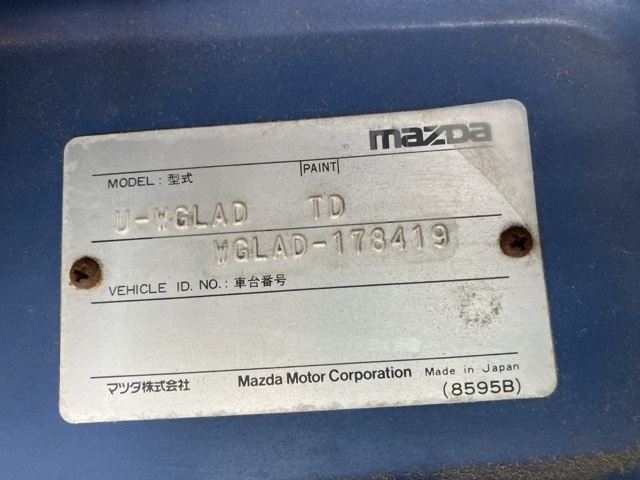 mazda
MODEL : 型式 PAINT
U-WGLAD TD
WGLAD-178419
VEHICLE ID. NO. : 車台番号
マツダ株式会社 Mazda Motor Corporation Made in Japan
(8595B)